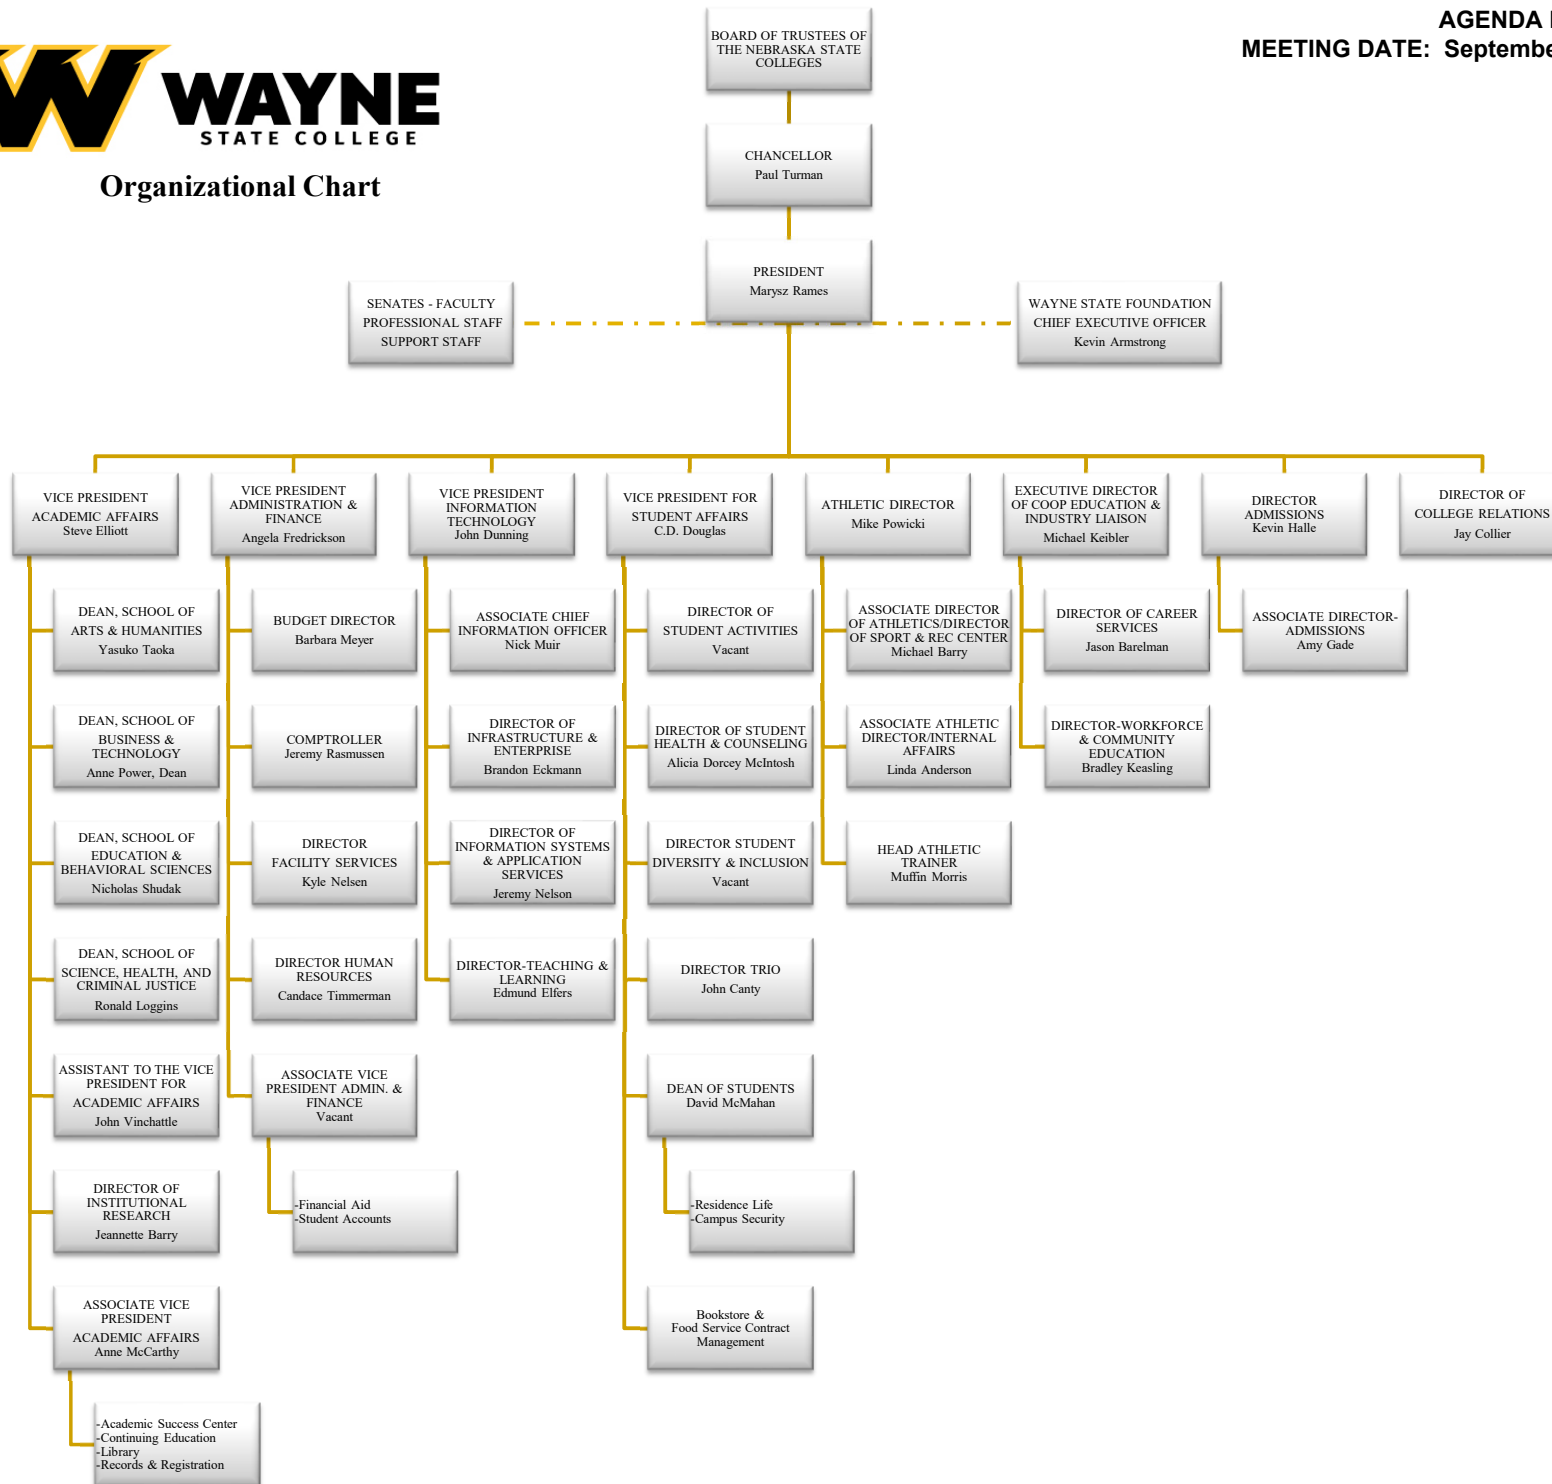 AGENDA
MEETING DATE: Septembe
WAYNE
STATE COLLEGE
Organizational Chart
BOARD OF TRUSTEES OF
THE NEBRASKA STATE
COLLEGES
CHANCELLOR
Paul Turman
PRESIDENT
Marysz Rames
SENATES - FACULTY
PROFESSIONAL STAFF
SUPPORT STAFF
WAYNE STATE FOUNDATION
CHIEF EXECUTIVE OFFICER
Kevin Armstrong
VICE PRESIDENT
ACADEMIC AFFAIRS
Steve Elliott
DEAN, SCHOOL OF
ARTS & HUMANITIES
Yasuko Taoka
DEAN, SCHOOL OF
BUSINESS &
TECHNOLOGY
Anne Power, Dean
DEAN, SCHOOL OF
EDUCATION &
BEHAVIORAL SCIENCES
Nicholas Shudak
DEAN, SCHOOL OF
SCIENCE, HEALTH, AND
CRIMINAL JUSTICE
Ronald Loggins
ASSISTANT TO THE VICE
PRESIDENT FOR
ACADEMIC AFFAIRS
John Vinchattle
DIRECTOR OF
INSTITUTIONAL
RESEARCH
Jeannette Barry
ASSOCIATE VICE
PRESIDENT
ACADEMIC AFFAIRS
Anne McCarthy
-Academic Success Center
-Continuing Education
-Library
-Records & Registration
VICE PRESIDENT
ADMINISTRATION &
FINANCE
Angela Fredrickson
BUDGET DIRECTOR
Barbara Meyer
COMPTROLLER
Jeremy Rasmussen
DIRECTOR
FACILITY SERVICES
Kyle Nelsen
DIRECTOR HUMAN
RESOURCES
Candace Timmerman
ASSOCIATE VICE
PRESIDENT ADMIN. &
FINANCE
Vacant
-Financial Aid
-Student Accounts
VICE PRESIDENT
INFORMATION
TECHNOLOGY
John Dunning
ASSOCIATE CHIEF
INFORMATION OFFICER
Nick Muir
DIRECTOR OF
INFRASTRUCTURE &
ENTERPRISE
Brandon Eckmann
DIRECTOR OF
INFORMATION SYSTEMS
& APPLICATION
SERVICES
Jeremy Nelson
DIRECTOR-TEACHING &
LEARNING
Edmund Elfers
VICE PRESIDENT FOR
STUDENT AFFAIRS
C.D. Douglas
DIRECTOR OF
STUDENT ACTIVITIES
Vacant
DIRECTOR OF STUDENT
HEALTH & COUNSELING
Alicia Dorcey McIntosh
DIRECTOR STUDENT
DIVERSITY & INCLUSION
Vacant
DIRECTOR TRIO
John Canty
DEAN OF STUDENTS
David McMahan
-Residence Life
-Campus Security
Bookstore &
Food Service Contract
Management
ATHLETIC DIRECTOR
Mike Powicki
ASSOCIATE DIRECTOR
OF ATHLETICS/DIRECTOR
OF SPORT & REC CENTER
Michael Barry
ASSOCIATE ATHLETIC
DIRECTOR/INTERNAL
AFFAIRS
Linda Anderson
HEAD ATHLETIC
TRAINER
Muffin Morris
EXECUTIVE DIRECTOR
OF COOP EDUCATION &
INDUSTRY LIAISON
Michael Keibler
DIRECTOR OF CAREER
SERVICES
Jason Barelman
DIRECTOR-WORKFORCE
& COMMUNITY
EDUCATION
Bradley Keasling
DIRECTOR
ADMISSIONS
Kevin Halle
ASSOCIATE DIRECTOR-
ADMISSIONS
Amy Gade
DIRECTOR OF
COLLEGE RELATIONS
Jay Collier